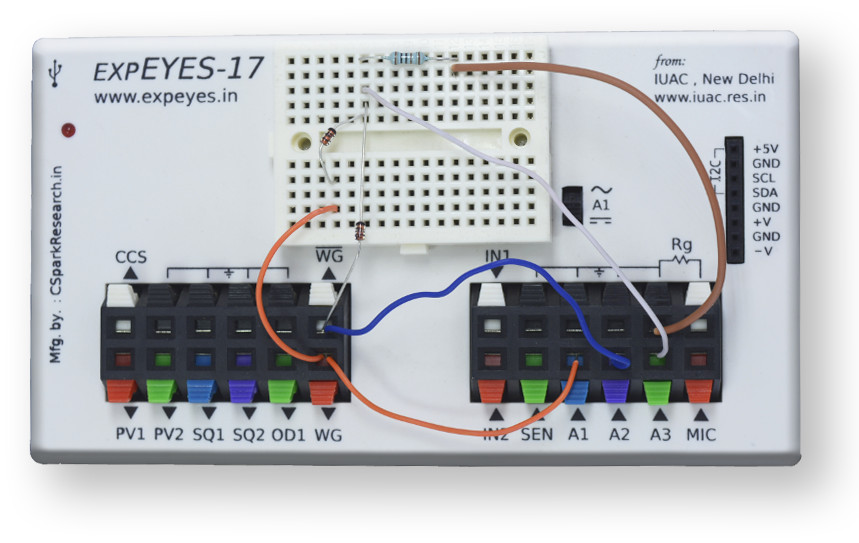 EXPEYES-17
www.expeyes.in
from:
IUAC , New Delhi
www.iuac.res.in
I2C
+5V
GND
SCL
SDA
GND
+V
GND
−V
~
A1
Mfg. by. : CSparkResearch.in
CCS
WG
IN1
Rg
PV1 PV2 SQ1 SQ2 OD1 WG
IN2 SEN A1 A2 A3 MIC